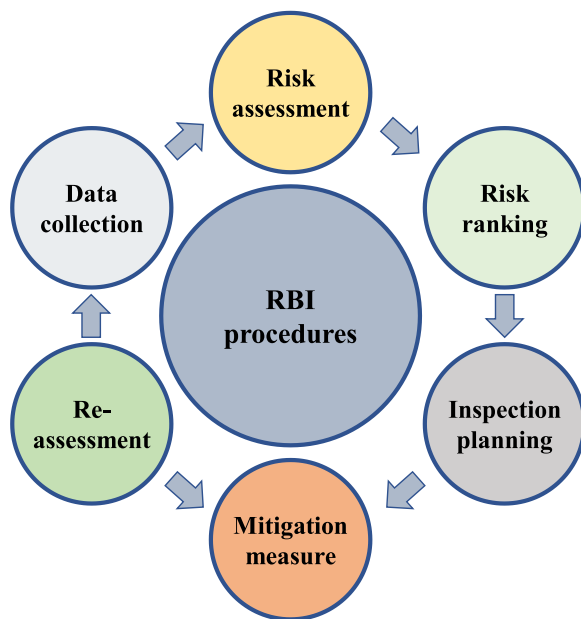 Risk
assessment
Data
collection
Risk
ranking
RBI
procedures
Re-
assessment
Inspection
planning
Mitigation
measure